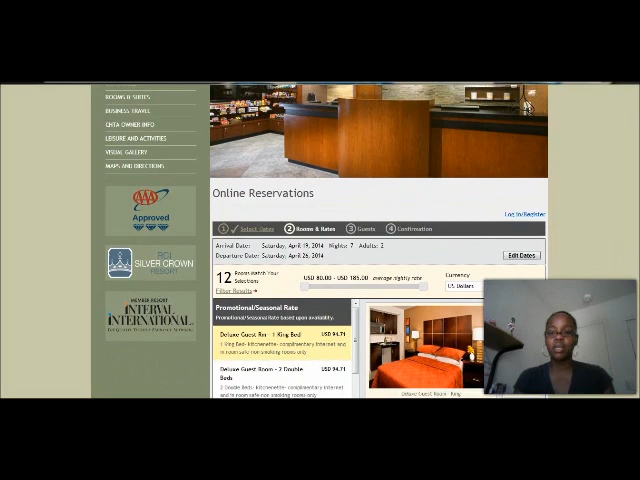 ROOMS & SUITES
BUSINESS TRAVEL
CHTA OWNER INFO
LEISURE AND ACTIVITIES
VISUAL GALLERY
MAPS AND DIRECTIONS
AAA
Approved
RCI
SILVER CROWN
RESORT
MEMBER RESORT
INTERVAL
INTERNATIONAL
Online Reservations
Log In/Register
1 Select Dates 2 Rooms & Rates 3 Guests 4 Confirmation
Arrival Date: Saturday, April 19, 2014 Nights: 7 Adults: 2
Departure Date: Saturday, April 26, 2014 Edit Dates
12 Rooms Match Your Selections
Filter Results
USD 80.00 - USD 185.00 average nightly rate
Currency
US Dollars
Promotional/Seasonal Rate
Promotional/Seasonal Rate based upon availability.
Deluxe Guest Rm - 1 King Bed USD 94.71
1 King Bed- kitchenette- complimentary internet and
in room safe-non smoking rooms only
Deluxe Guest Room - 2 Double Beds USD 94.71
2 Double Beds- kitchenette- complimentary internet
and in room safe-non smoking rooms only
Deluxe Guest Room - King